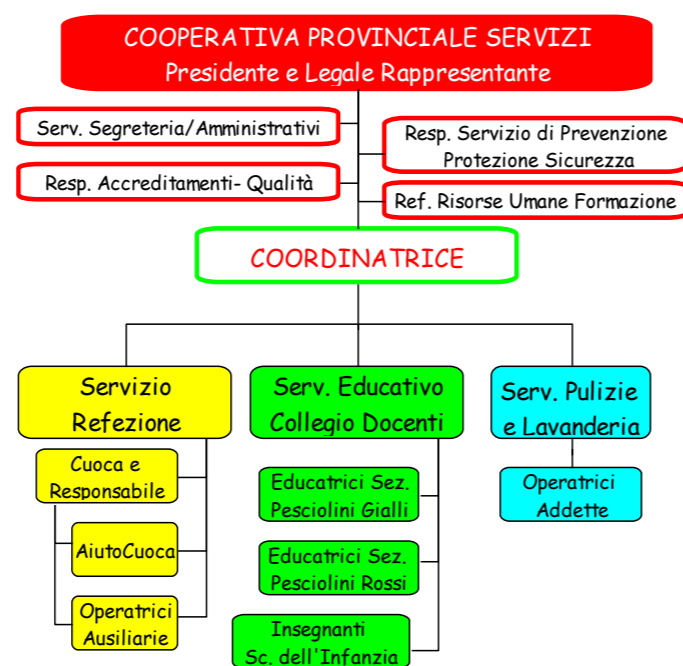 COOPERATIVA PROVINCIALE SERVIZI
Presidente e Legale Rappresentante
Serv. Segreteria/Amministrativi
Resp. Servizio di Prevenzione
Protezione Sicurezza
Resp. Accreditamenti- Qualità
Ref. Risorse Umane Formazione
COORDINATRICE
Servizio
Refezione
Serv. Educativo
Collegio Docenti
Serv. Pulizie
e Lavanderia
Cuoca e
Responsabile
AiutoCuoca
Operatrici
Ausiliarie
Educatrici Sez.
Pesciolini Gialli
Educatrici Sez.
Pesciolini Rossi
Insegnanti
Sc. dell'Infanzia
Operatrici
Addette